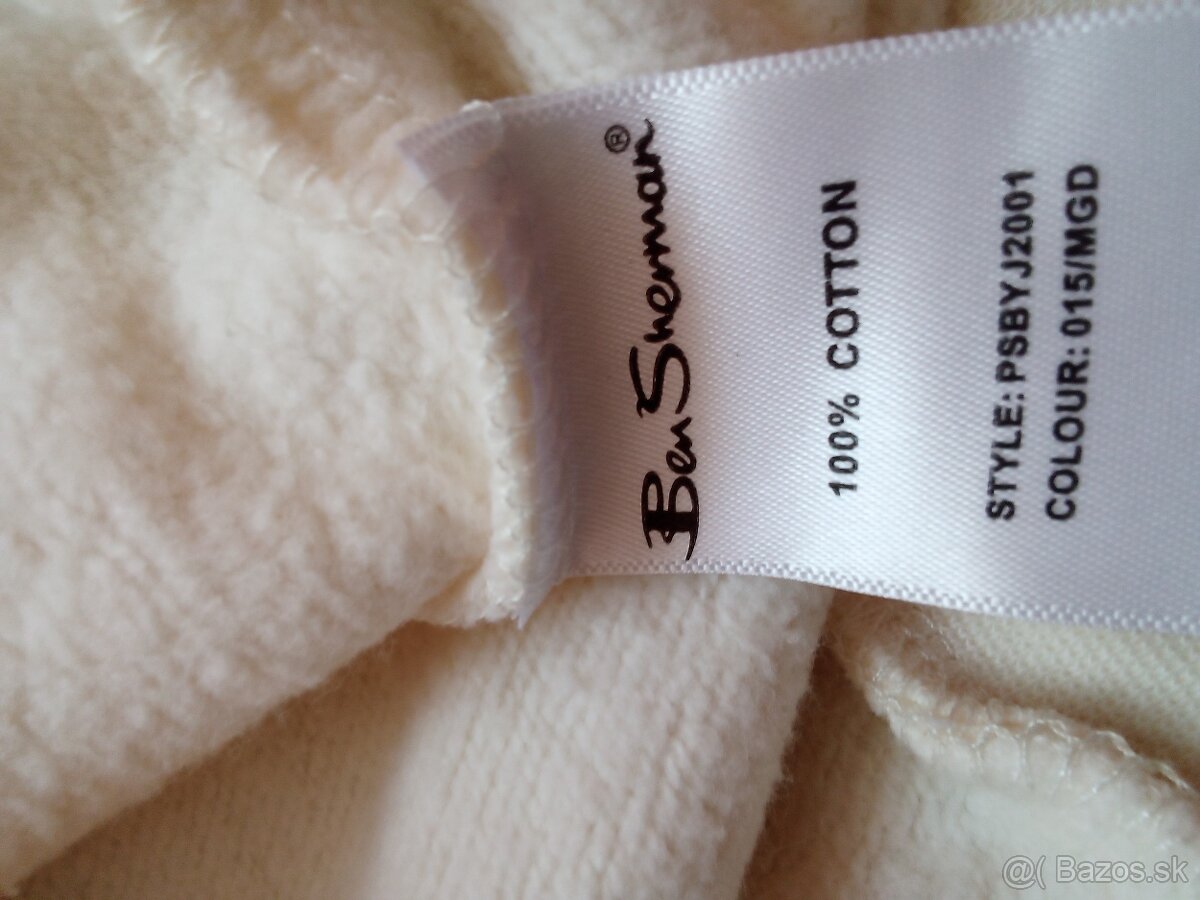 Ben Sherman®
100% COTTON
STYLE: PSBYJ2001
COLOUR: 015/MGD
@( Bazos.sk